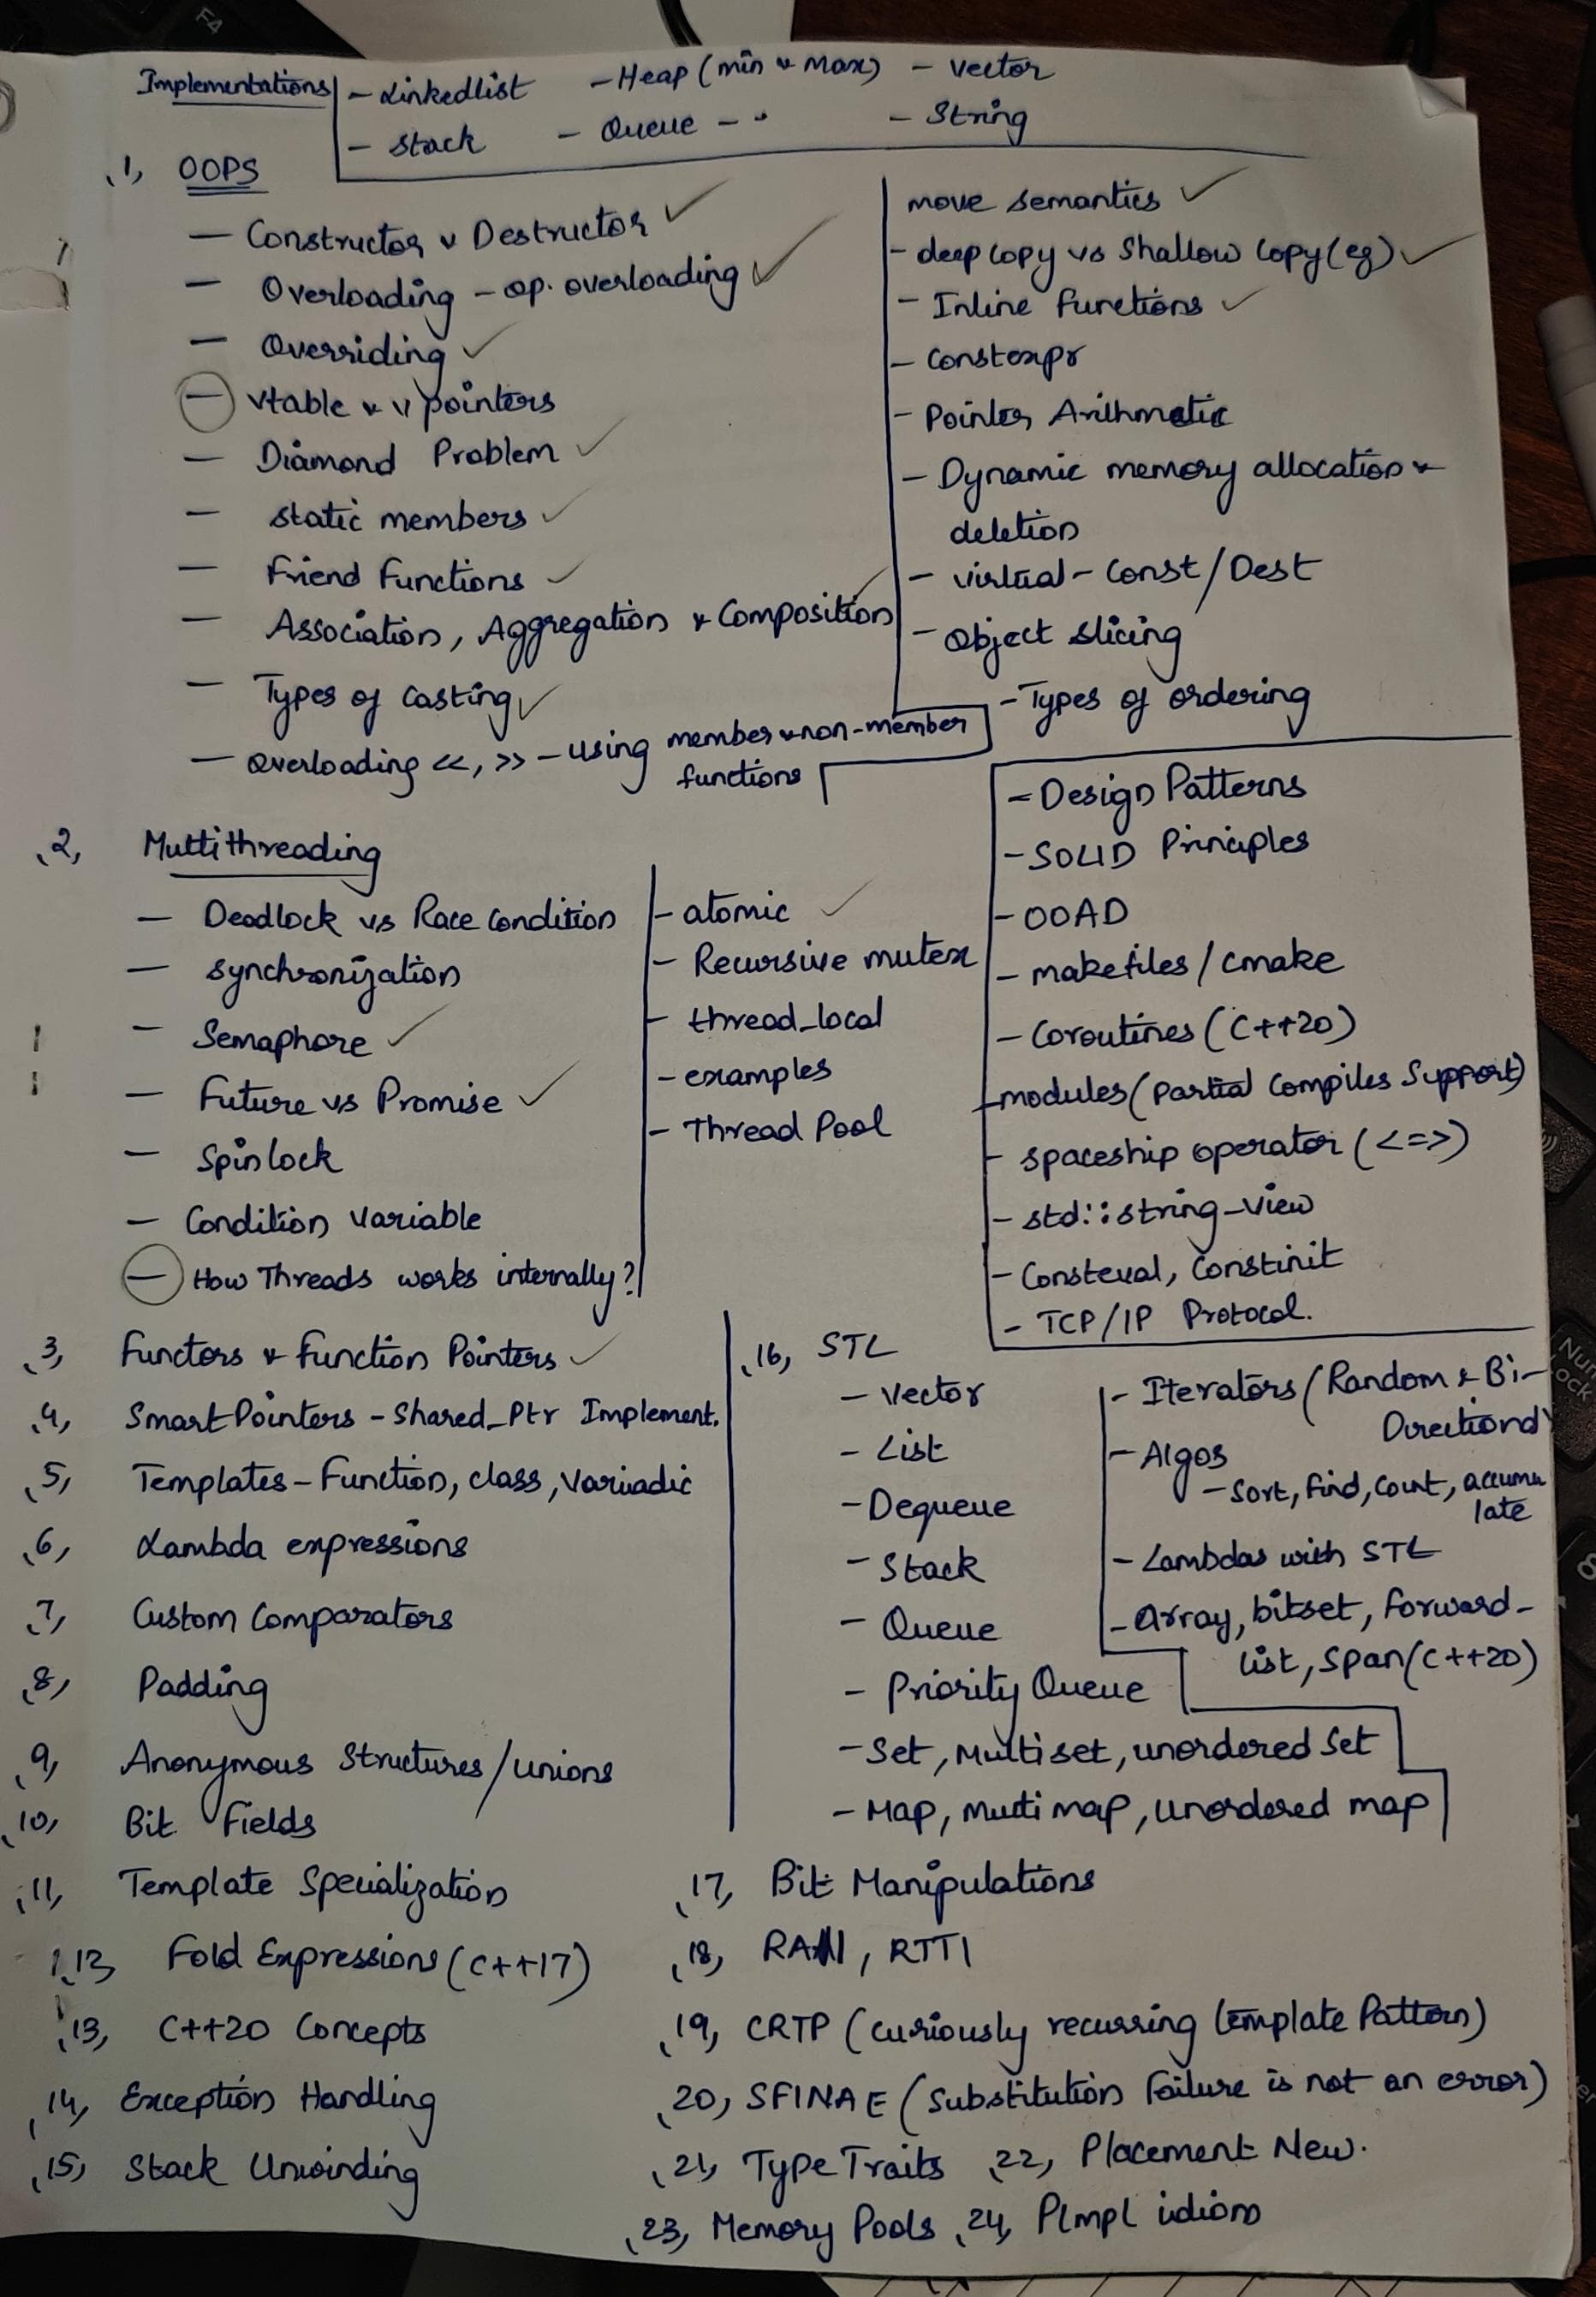 Implementations - Linkedlist - Heap (min & Max) - Vector
- Stack - Queue - " - String
1, OOPS
- Constructor & Destructor ✓
- Overloading - op. overloading ✓
- Overriding ✓
- Vtable & v pointers
- Diamond Problem ✓
- static members ✓
- Friend Functions ✓
- Association, Aggregation & Composition ✓
- Types of Casting ✓
- Overloading <<, >> - using member & non-member
functions
move semantics ✓
- deep copy vs Shallow Copy (eg) ✓
- Inline Functions ✓
- Constexpr
- Pointer Arithmetic
- Dynamic memory allocation &
deletion
- virtual - Const/Dest
- Object slicing
- Types of ordering
2, Multithreading
- Deadlock vs Race Condition
- synchronization
- Semaphore ✓
- Future vs Promise ✓
- Spinlock
- Condition Variable
- How Threads works internally?
- atomic ✓
- Recursive mutex
- thread_local
- examples
- Thread Pool
- Design Patterns
- SOLID Principles
- OOAD
- makefiles / cmake
- Coroutines (C++20)
- modules (Partial Compiler Support)
- spaceship operator (<=>)
- std::string_view
- Consteval, Constinit
- TCP/IP Protocol.
3, Functors & Function Pointers ✓
4, Smart Pointers - Shared_Ptr Implement.
5, Templates - Function, class, Variadic
6, Lambda expressions
7, Custom Comparators
8, Padding
9, Anonymous Structures / Unions
10, Bit Fields
11, Template Specialization
12, Fold Expressions (C++17)
13, C++20 Concepts
14, Exception Handling
15, Stack Unwinding
16, STL
- Vector
- List
- Dequeue
- Stack
- Queue
- Priority Queue
- Set, Multiset, unordered Set
- Map, multi map, unordered map
- Iterators (Random & Bi-
Directional)
- Algos
- Sort, Find, Count, accumu
late
- Lambdas with STL
- Array, bitset, Forward-
list, Span (C++20)
17, Bit Manipulations
18, RAII, RTTI
19, CRTP (curiously recurring template Pattern)
20, SFINAE (Substitution Failure is not an error)
21, Type Traits 22, Placement New.
23, Memory Pools 24, PImpl idiom